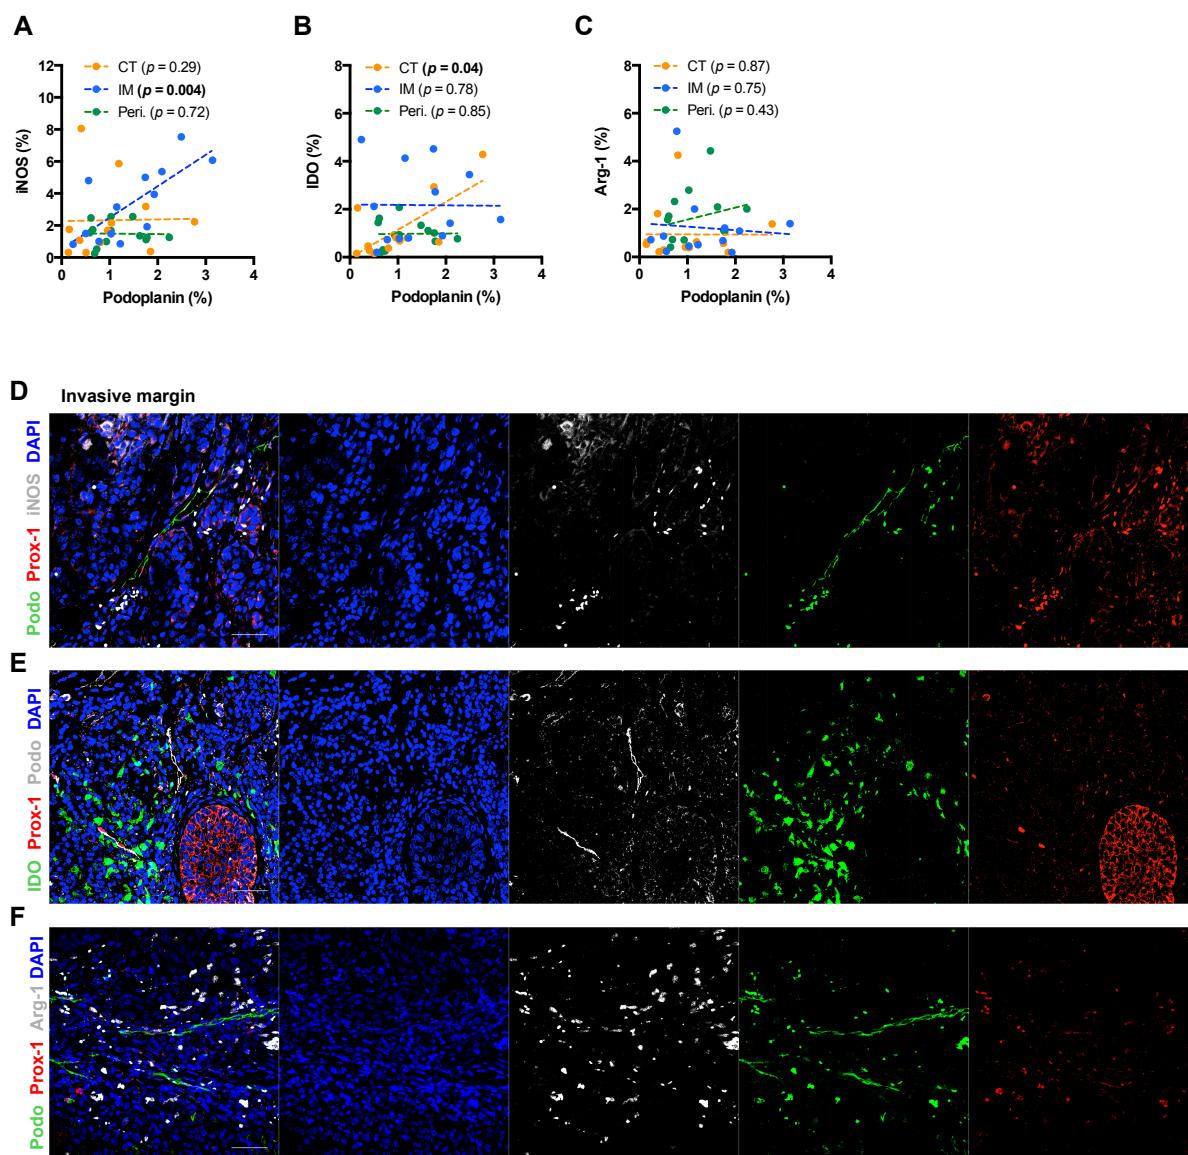 A
B
C
CT (p = 0.29)
IM (p = 0.004)
Peri. (p = 0.72)
12
10
8
6
4
2
0
iNOS (%)
0 1 2 3 4
Podoplanin (%)
CT (p = 0.04)
IM (p = 0.78)
Peri. (p = 0.85)
8
6
4
2
0
IDO (%)
0 1 2 3 4
Podoplanin (%)
CT (p = 0.87)
IM (p = 0.75)
Peri. (p = 0.43)
8
6
4
2
0
Arg-1 (%)
0 1 2 3 4
Podoplanin (%)
D
Invasive margin
Podo Prox-1 iNOS DAPI
E
IDO Prox-1 Podo DAPI
F
Podo Prox-1 Arg-1 DAPI